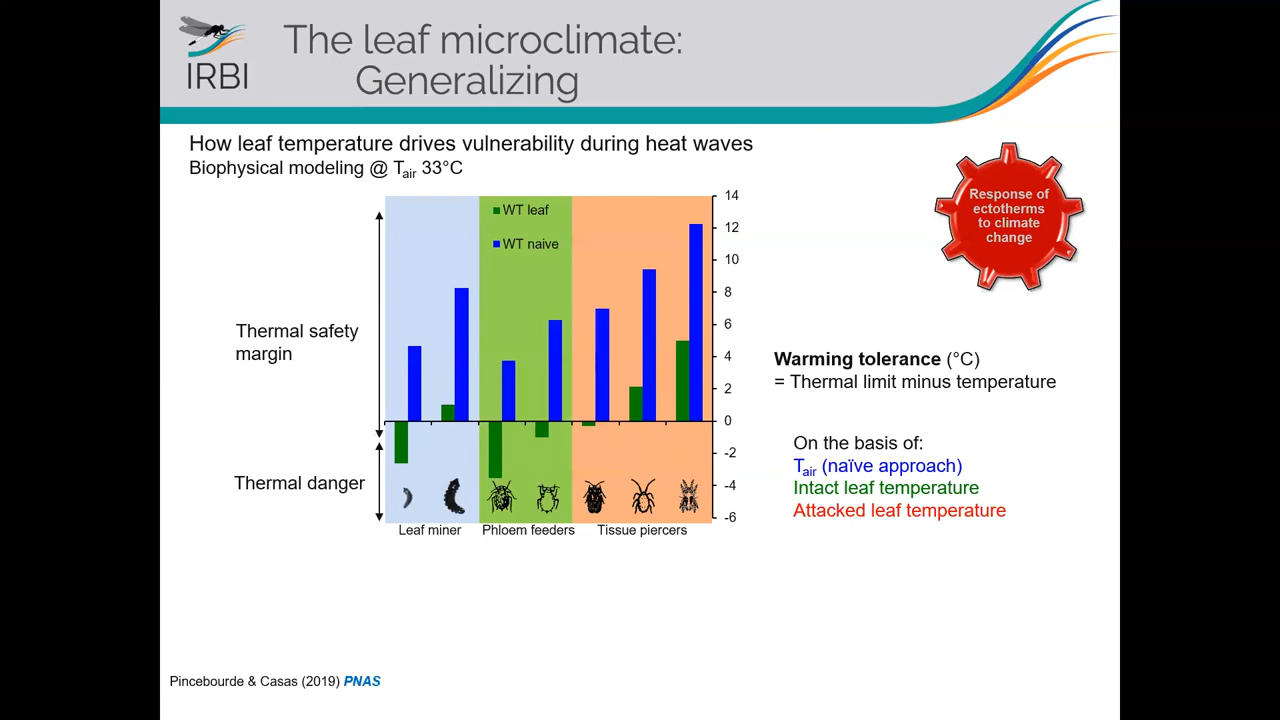 IRBI
The leaf microclimate:
Generalizing
How leaf temperature drives vulnerability during heat waves
Biophysical modeling @ Tair 33°C
Response of
ectotherms
to climate
change
WT leaf
WT naive
14
12
10
8
6
4
2
0
-2
-4
-6
Thermal safety
margin
Thermal danger
Leaf miner
Phloem feeders
Tissue piercers
Warming tolerance (°C)
= Thermal limit minus temperature
On the basis of:
Tair (naïve approach)
Intact leaf temperature
Attacked leaf temperature
Pincebourde & Casas (2019) PNAS